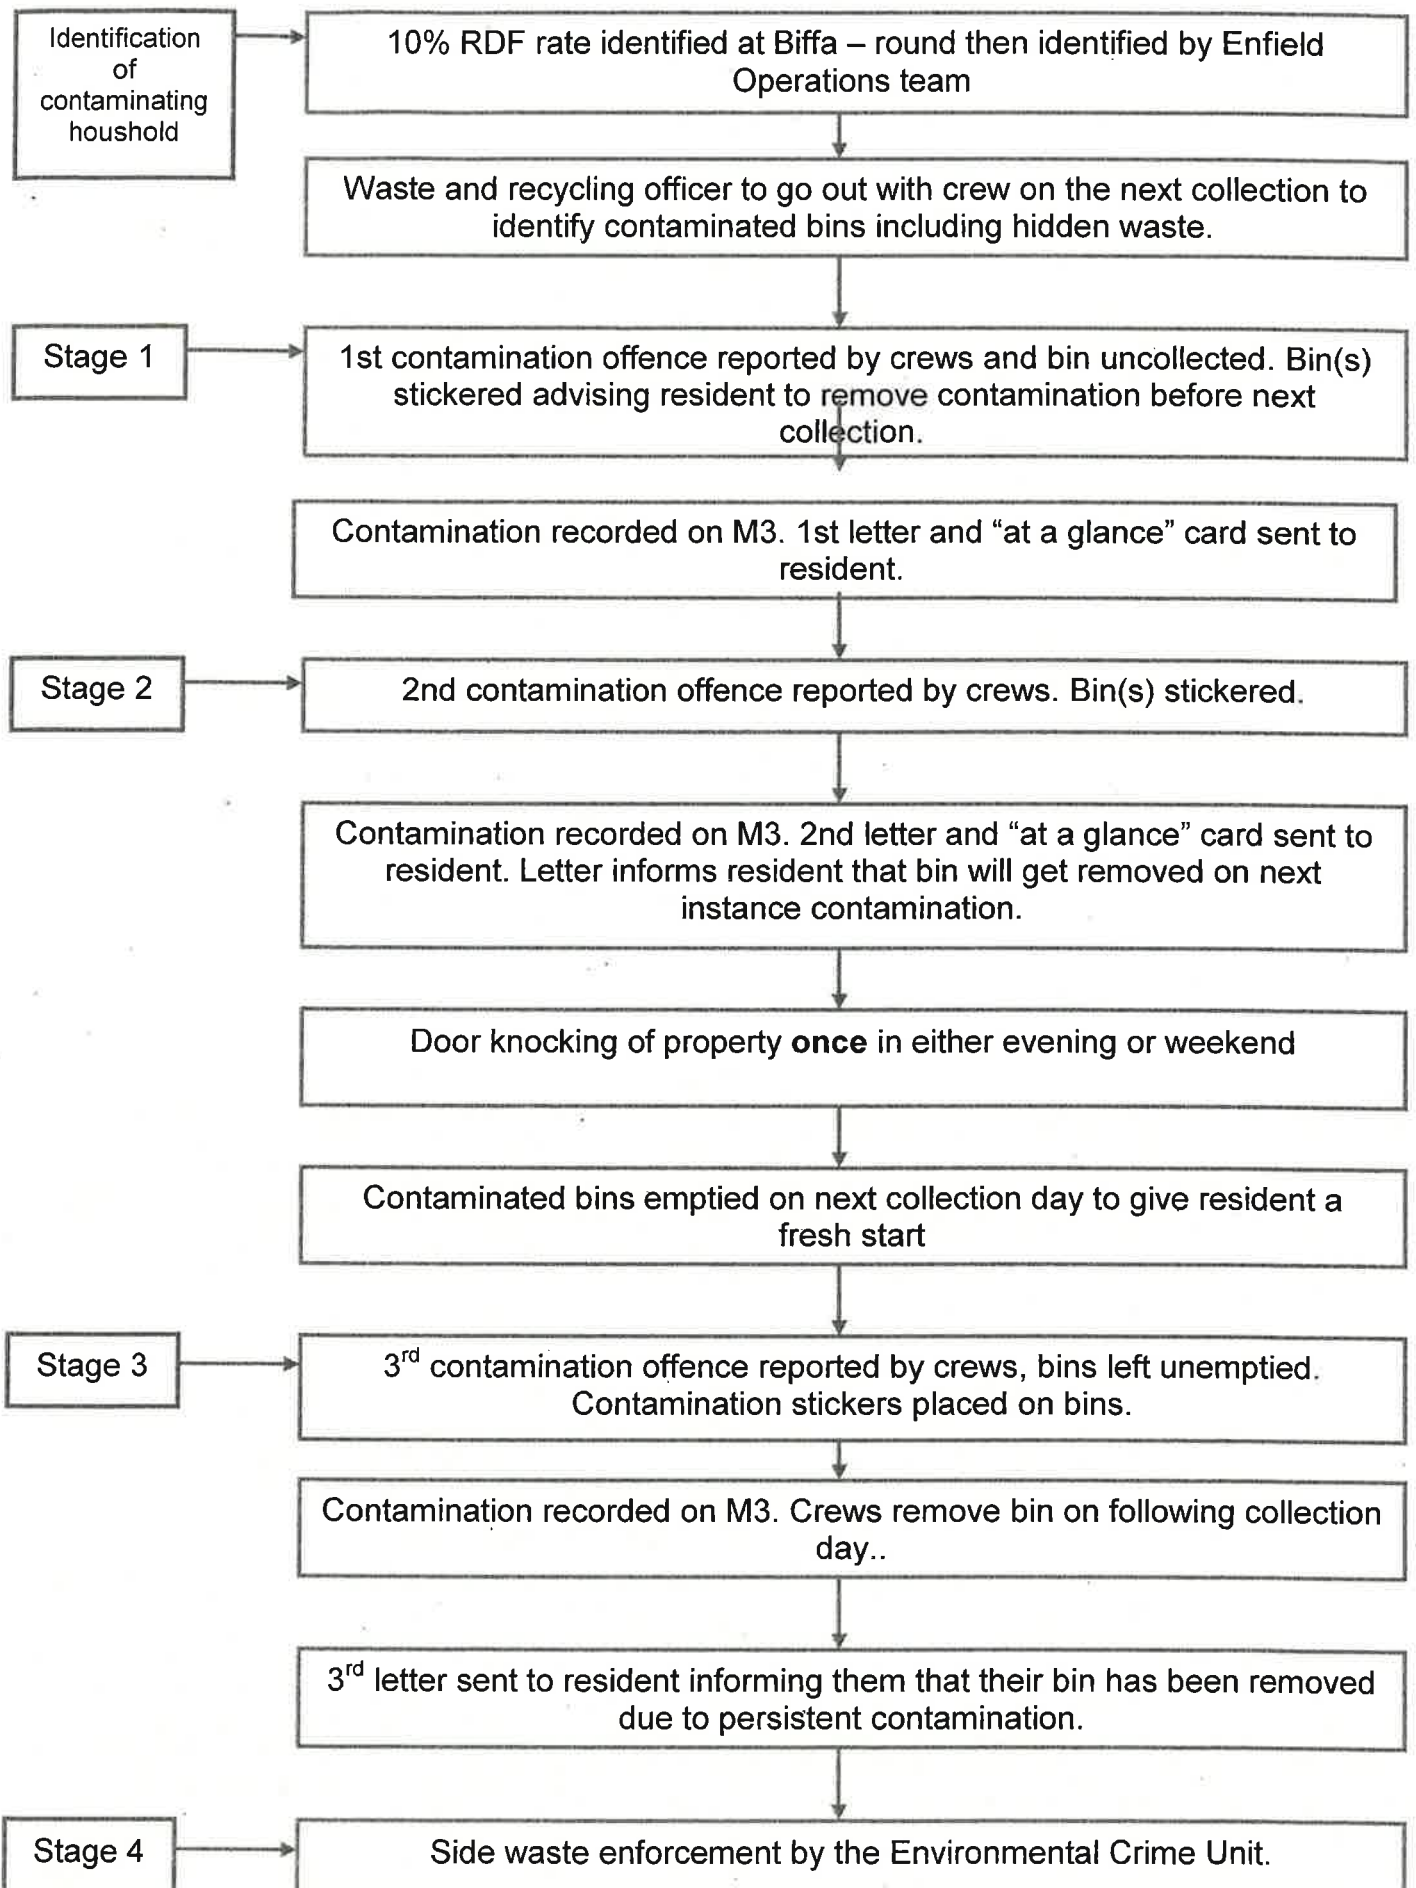 Identification
of
contaminating
houshold
10% RDF rate identified at Biffa – round then identified by Enfield
Operations team
Waste and recycling officer to go out with crew on the next collection to
identify contaminated bins including hidden waste.
Stage 1
1st contamination offence reported by crews and bin uncollected. Bin(s)
stickered advising resident to remove contamination before next
collection.
Contamination recorded on M3. 1st letter and “at a glance” card sent to
resident.
Stage 2
2nd contamination offence reported by crews. Bin(s) stickered.
Contamination recorded on M3. 2nd letter and “at a glance” card sent to
resident. Letter informs resident that bin will get removed on next
instance contamination.
Door knocking of property once in either evening or weekend
Contaminated bins emptied on next collection day to give resident a
fresh start
Stage 3
3rd contamination offence reported by crews, bins left unemptied.
Contamination stickers placed on bins.
Contamination recorded on M3. Crews remove bin on following collection
day..
3rd letter sent to resident informing them that their bin has been removed
due to persistent contamination.
Stage 4
Side waste enforcement by the Environmental Crime Unit.